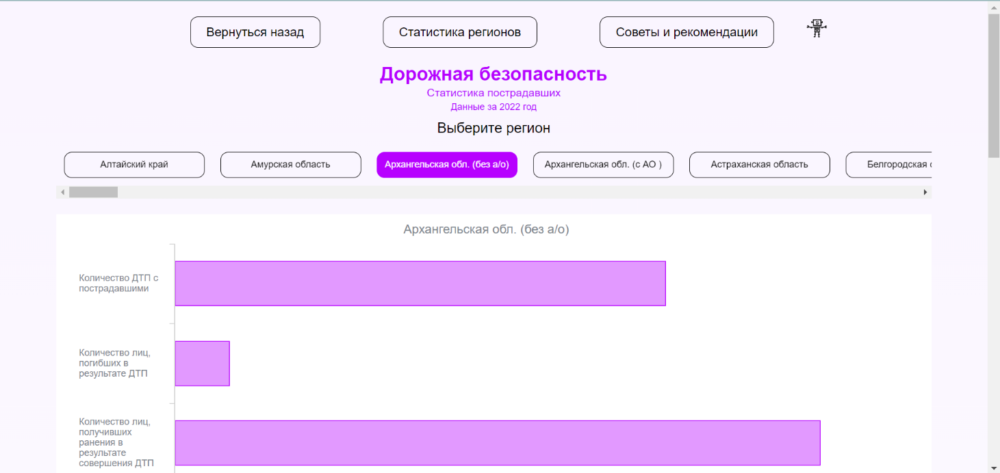 Вернуться назад
Статистика регионов
Советы и рекомендации
Дорожная безопасность
Статистика пострадавших
Данные за 2022 год
Выберите регион
Алтайский край
Амурская область
Архангельская обл. (без а/о)
Архангельская обл. (с АО )
Астраханская область
Белгородская
Архангельская обл. (без а/о)
Количество ДТП с
пострадавшими
Количество лиц,
погибших в
результате ДТП
Количество лиц,
получивших
ранения в
результате
совершения ДТП